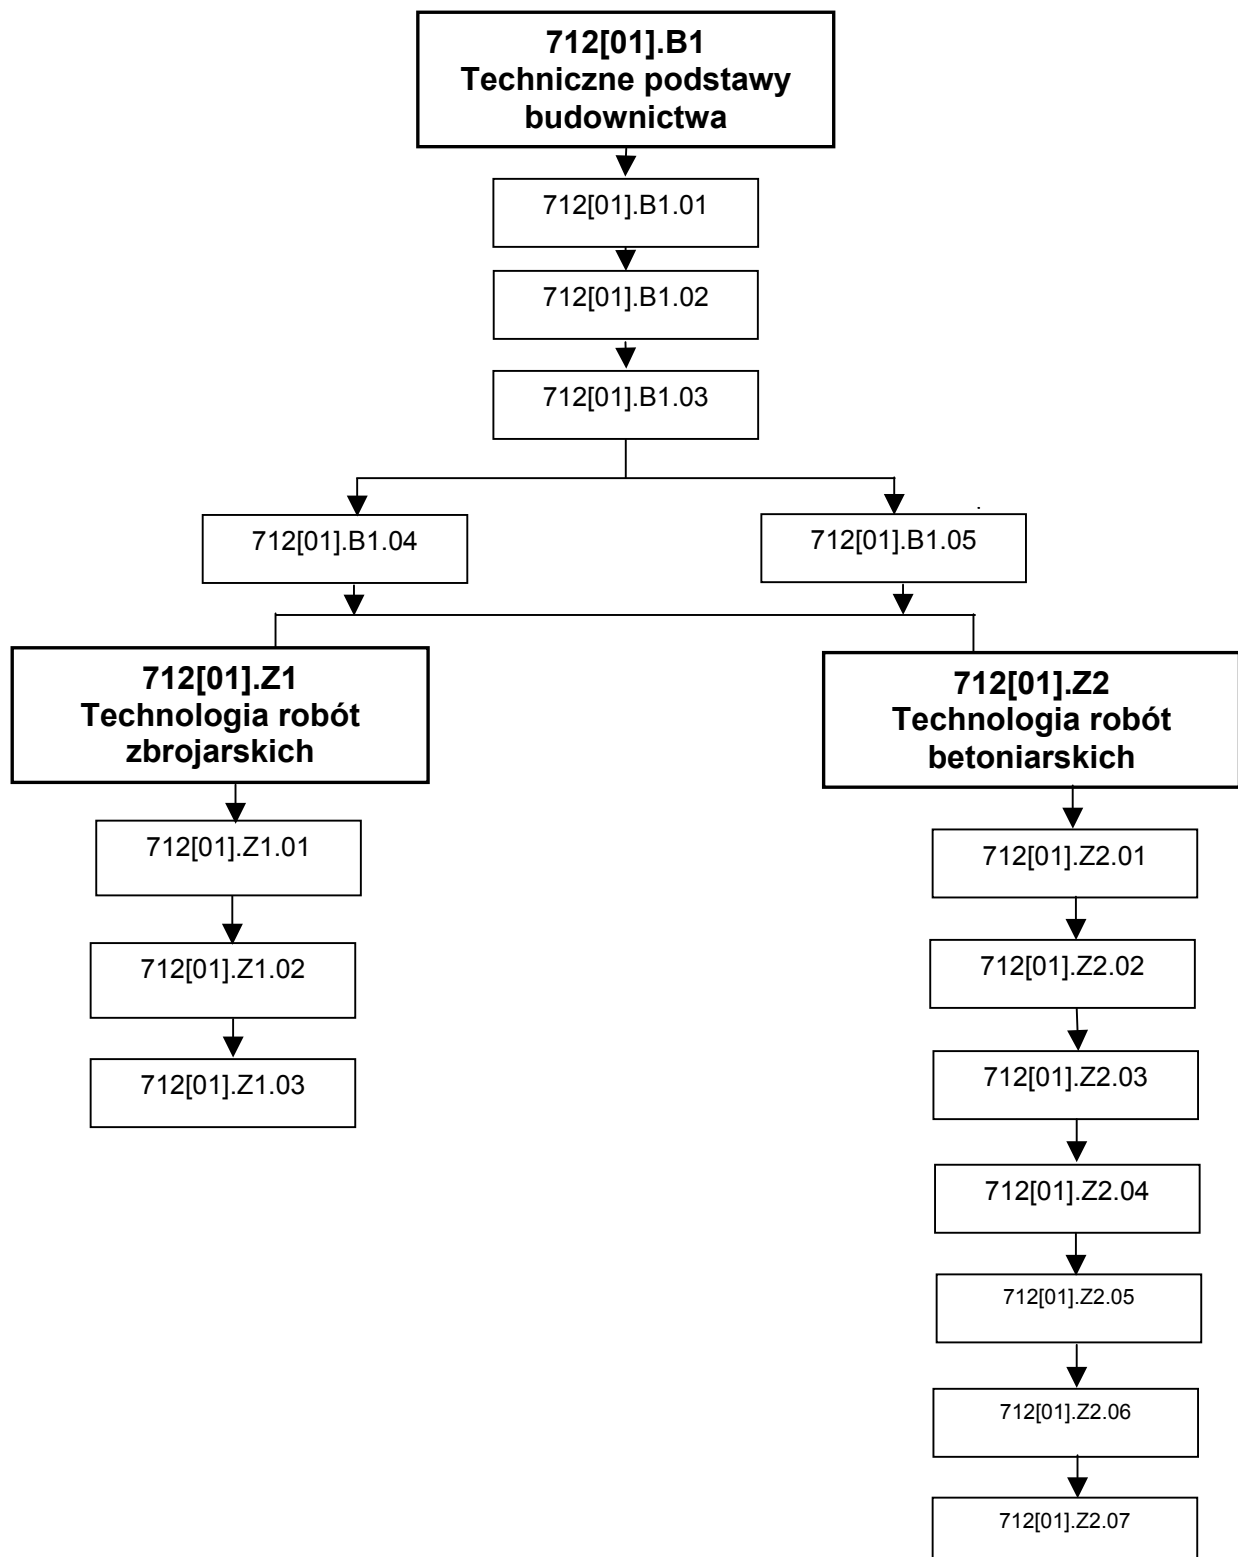 712[01].B1
Techniczne podstawy
budownictwa
712[01].B1.01
712[01].B1.02
712[01].B1.03
712[01].B1.04
712[01].B1.05
712[01].Z1
Technologia robót
zbrojarskich
712[01].Z2
Technologia robót
betoniarskich
712[01].Z1.01
712[01].Z1.02
712[01].Z1.03
712[01].Z2.01
712[01].Z2.02
712[01].Z2.03
712[01].Z2.04
712[01].Z2.05
712[01].Z2.06
712[01].Z2.07